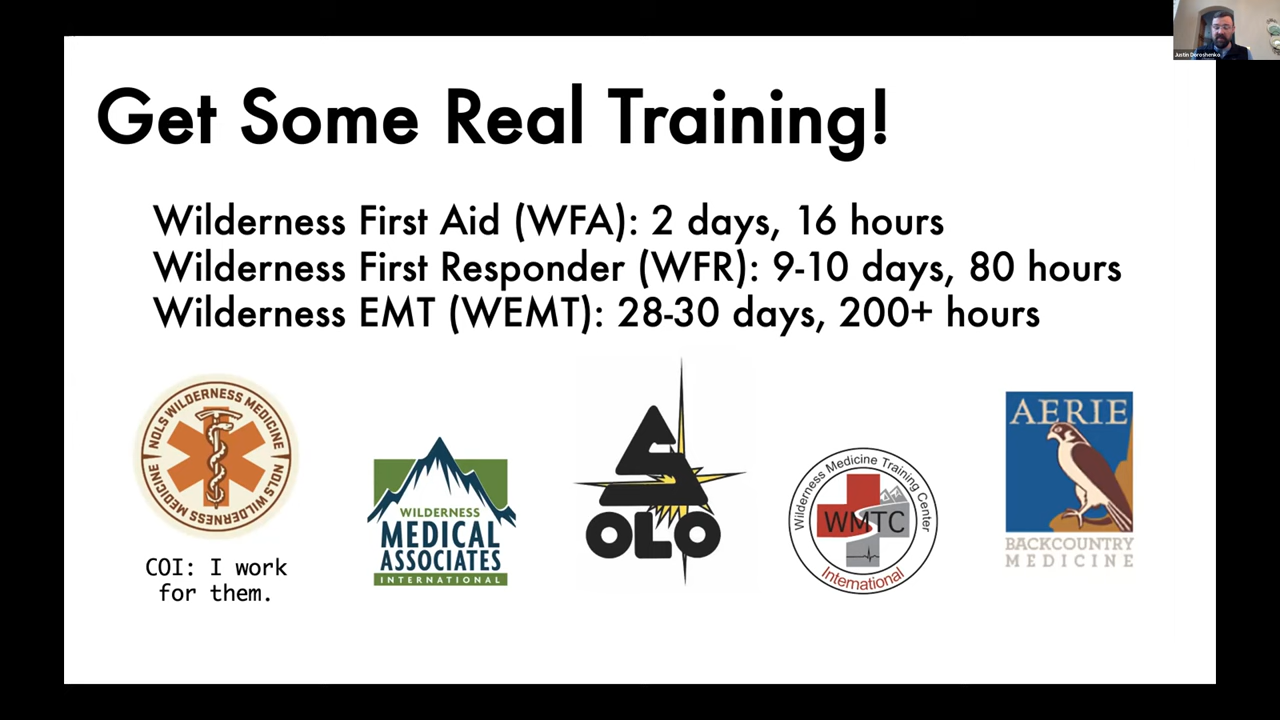 Get Some Real Training!
Wilderness First Aid (WFA): 2 days, 16 hours
Wilderness First Responder (WFR): 9-10 days, 80 hours
Wilderness EMT (WEMT): 28-30 days, 200+ hours
NOLS WILDERNESS MEDICINE
NOLS WILDERNESS MEDICINE
COI: I work
for them.
WILDERNESS
MEDICAL
ASSOCIATES
INTERNATIONAL
SOLO
Wilderness Medicine Training Center
WMTC
International
AERIE
BACKCOUNTRY
MEDICINE
Justin Doroshenko